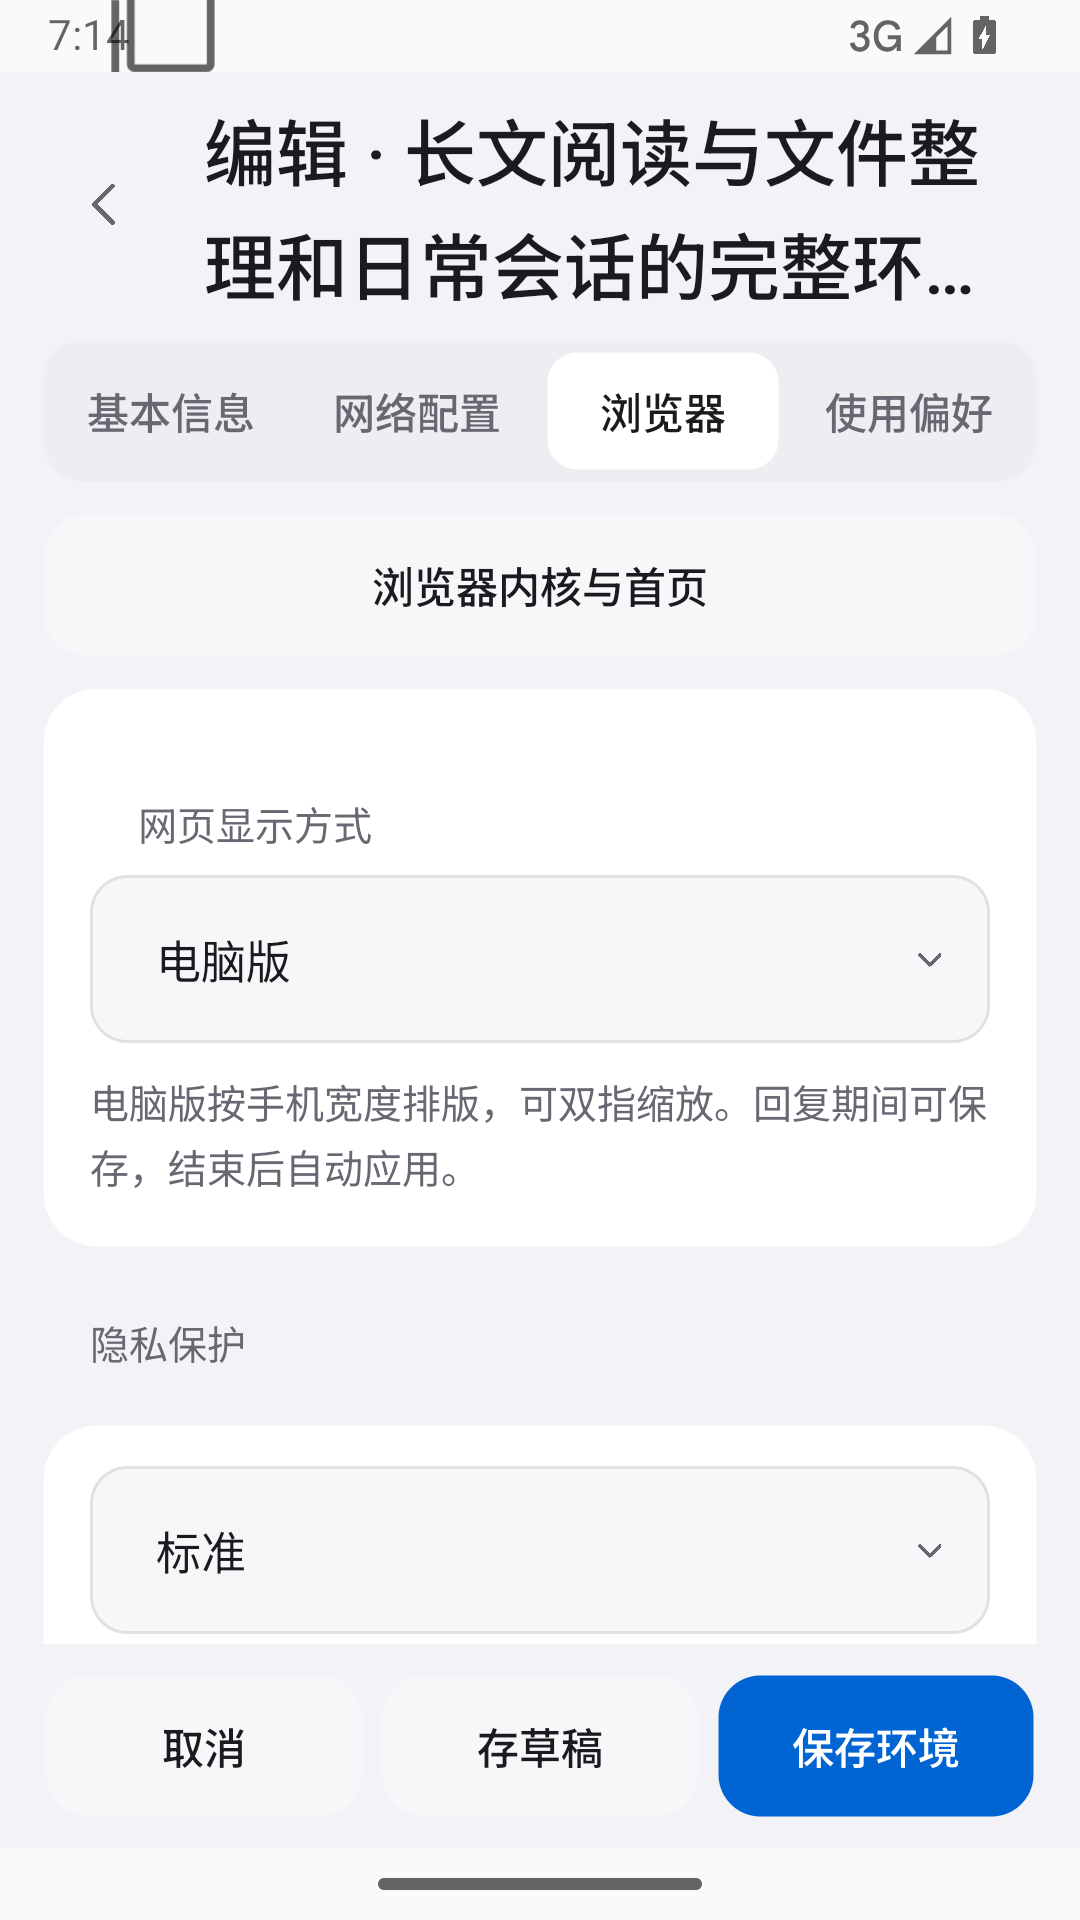 7:14
3G
编辑 · 长文阅读与文件整
理和日常会话的完整环...
基本信息
网络配置
浏览器
使用偏好
浏览器内核与首页
网页显示方式
电脑版
电脑版按手机宽度排版，可双指缩放。回复期间可保
存，结束后自动应用。
隐私保护
标准
取消
存草稿
保存环境